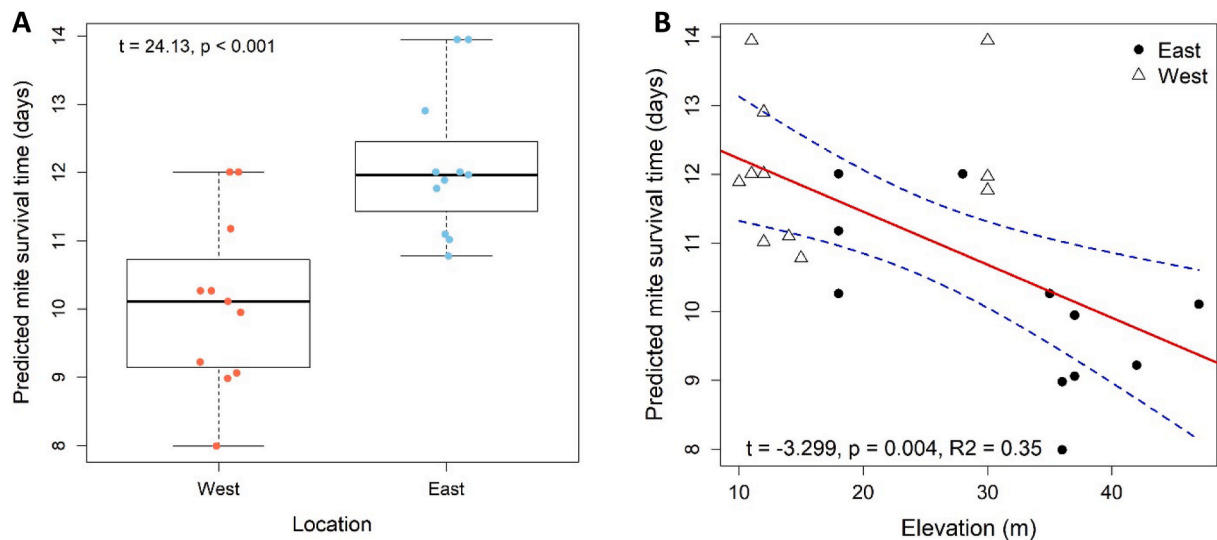 A
t = 24.13, p < 0.001
Predicted mite survival time (days)
14
13
12
11
10
9
8
West
East
Location
B
East
West
Predicted mite survival time (days)
14
13
12
11
10
9
8
t = -3.299, p = 0.004, R2 = 0.35
10
20
30
40
Elevation (m)